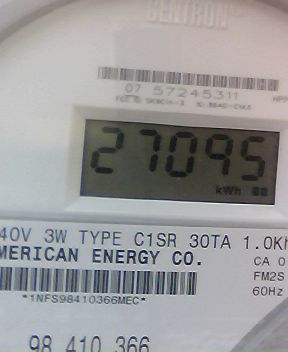 CENTRON
07 57245311
27095
kWh
40V 3W TYPE C1SR 30TA 1.0Kh
MERICAN ENERGY CO.
CA 0
FM2S
60Hz
*1NFS98410366MEC*
98 410 366